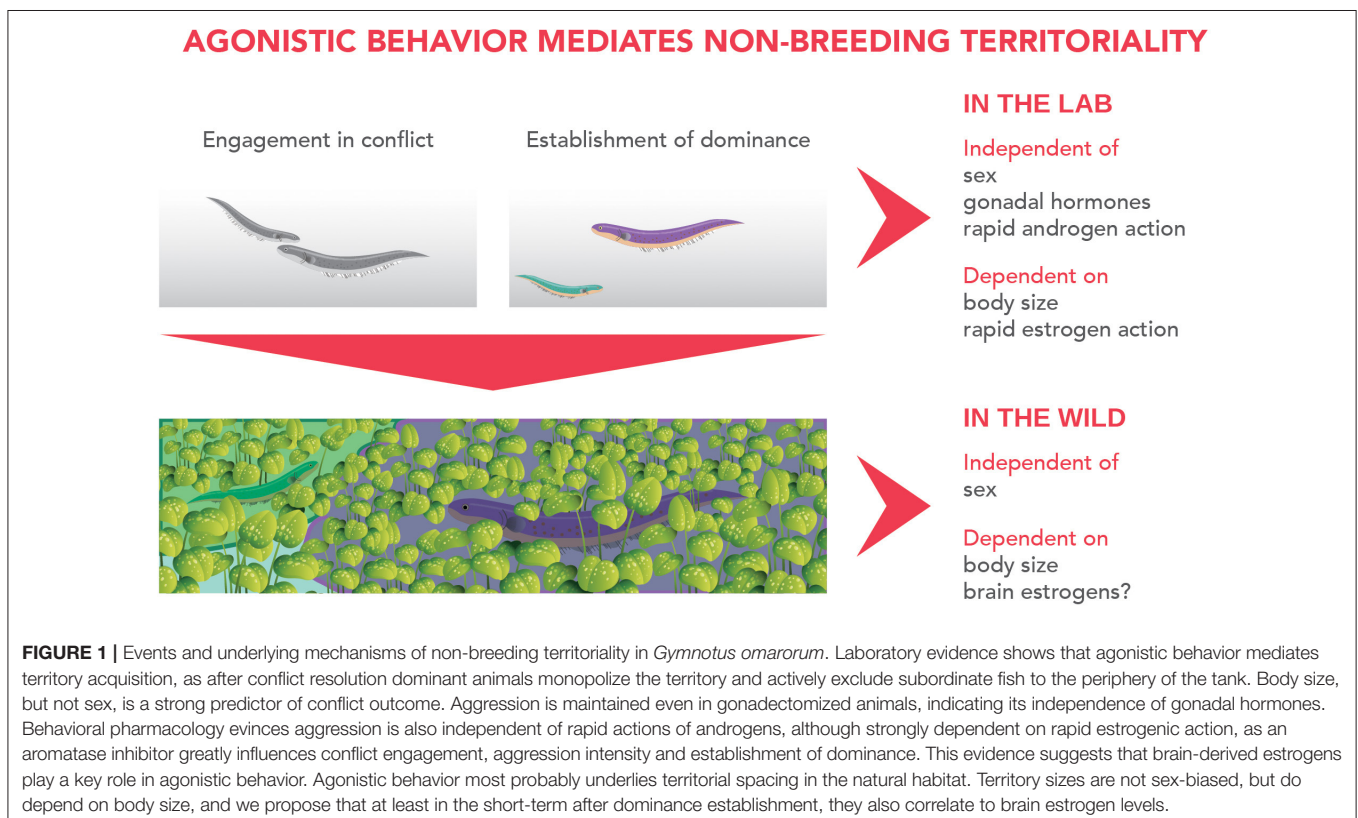 AGONISTIC BEHAVIOR MEDIATES NON-BREEDING TERRITORIALITY
Engagement in conflict
Establishment of dominance
IN THE LAB
Independent of
sex
gonadal hormones
rapid androgen action
Dependent on
body size
rapid estrogen action
IN THE WILD
Independent of
sex
Dependent on
body size
brain estrogens?
FIGURE 1 | Events and underlying mechanisms of non-breeding territoriality in Gymnotus omarorum. Laboratory evidence shows that agonistic behavior mediates
territory acquisition, as after conflict resolution dominant animals monopolize the territory and actively exclude subordinate fish to the periphery of the tank. Body size,
but not sex, is a strong predictor of conflict outcome. Aggression is maintained even in gonadectomized animals, indicating its independence of gonadal hormones.
Behavioral pharmacology evinces aggression is also independent of rapid actions of androgens, although strongly dependent on rapid estrogenic action, as an
aromatase inhibitor greatly influences conflict engagement, aggression intensity and establishment of dominance. This evidence suggests that brain-derived estrogens
play a key role in agonistic behavior. Agonistic behavior most probably underlies territorial spacing in the natural habitat. Territory sizes are not sex-biased, but do
depend on body size, and we propose that at least in the short-term after dominance establishment, they also correlate to brain estrogen levels.